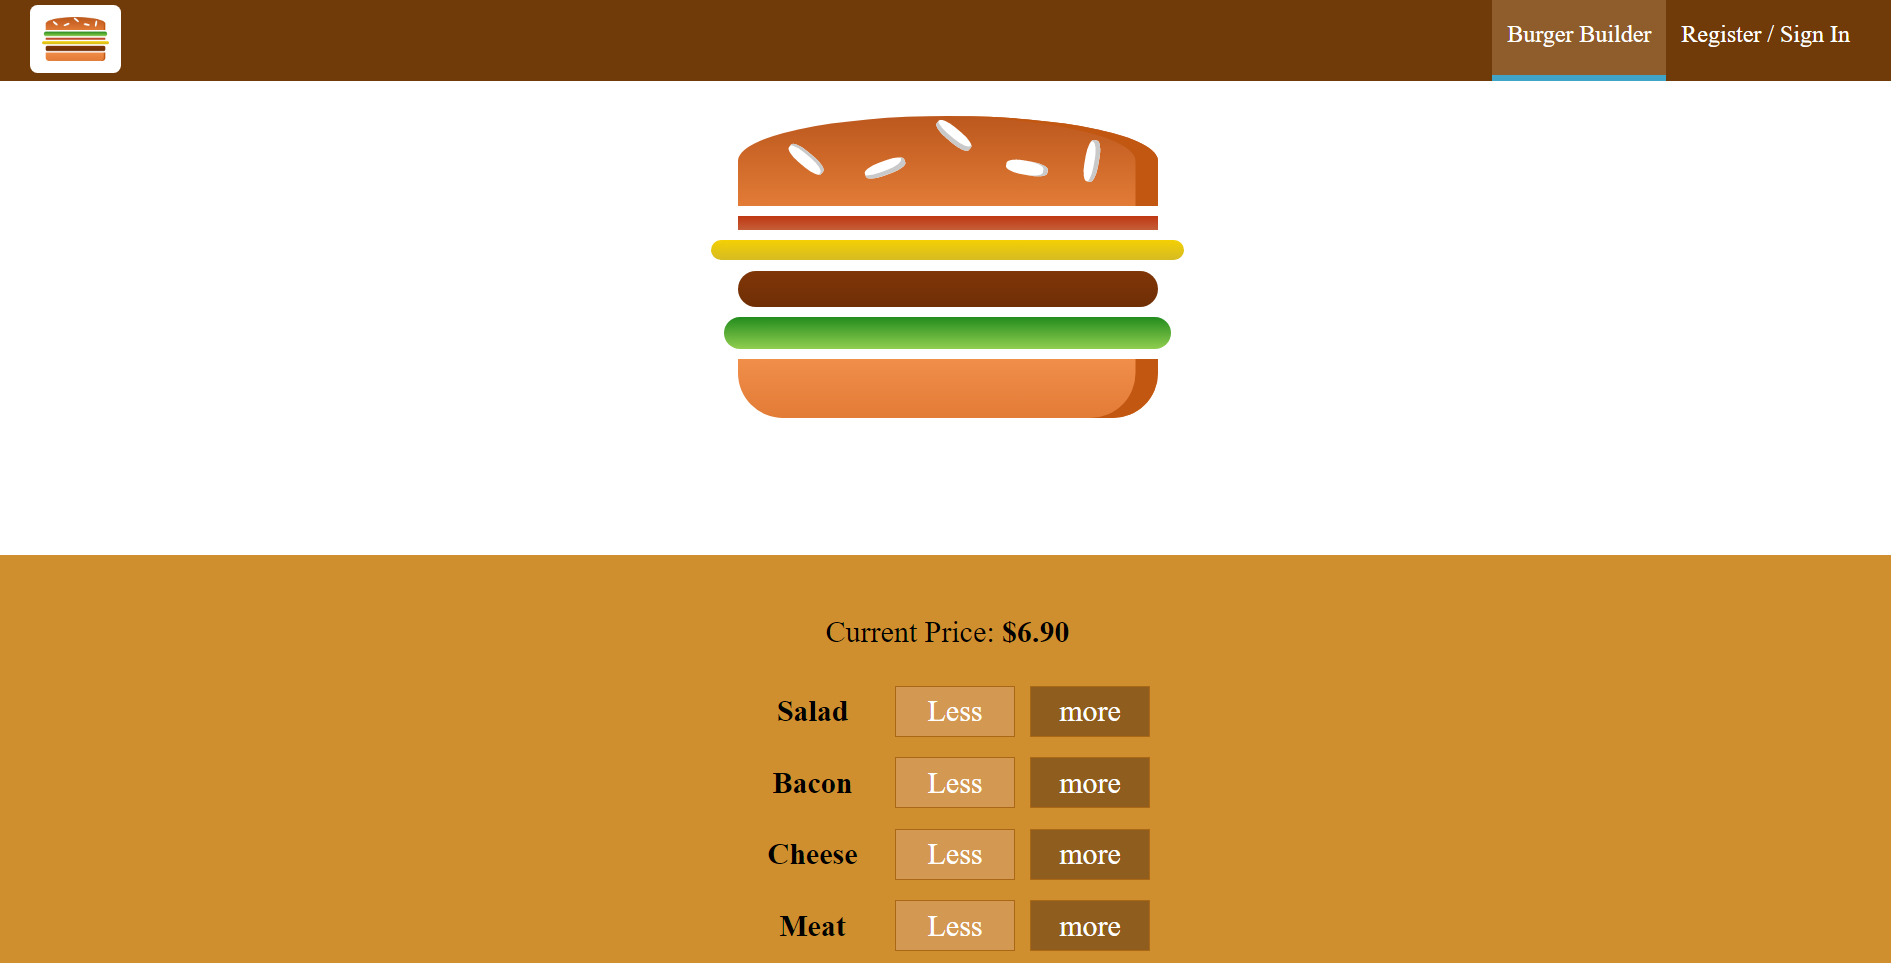 Burger Builder Register / Sign In
Current Price: $6.90
Salad Less more
Bacon Less more
Cheese Less more
Meat Less more